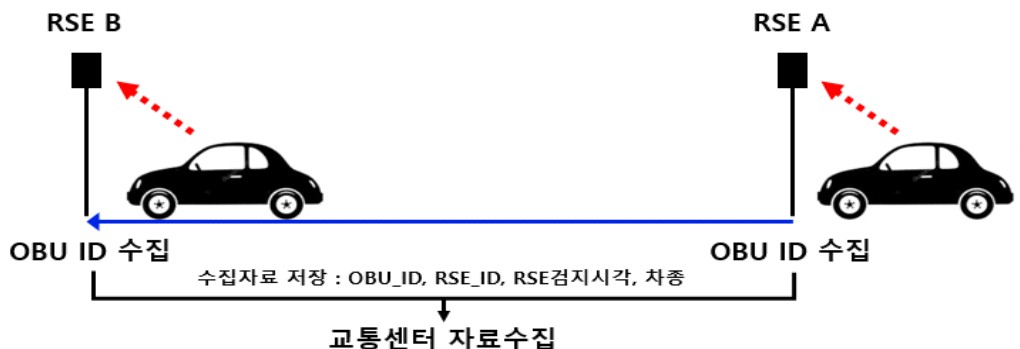 RSE B
RSE A
OBU ID 수집
OBU ID 수집
수집자료 저장 : OBU_ID, RSE_ID, RSE검지시각, 차종
교통센터 자료수집